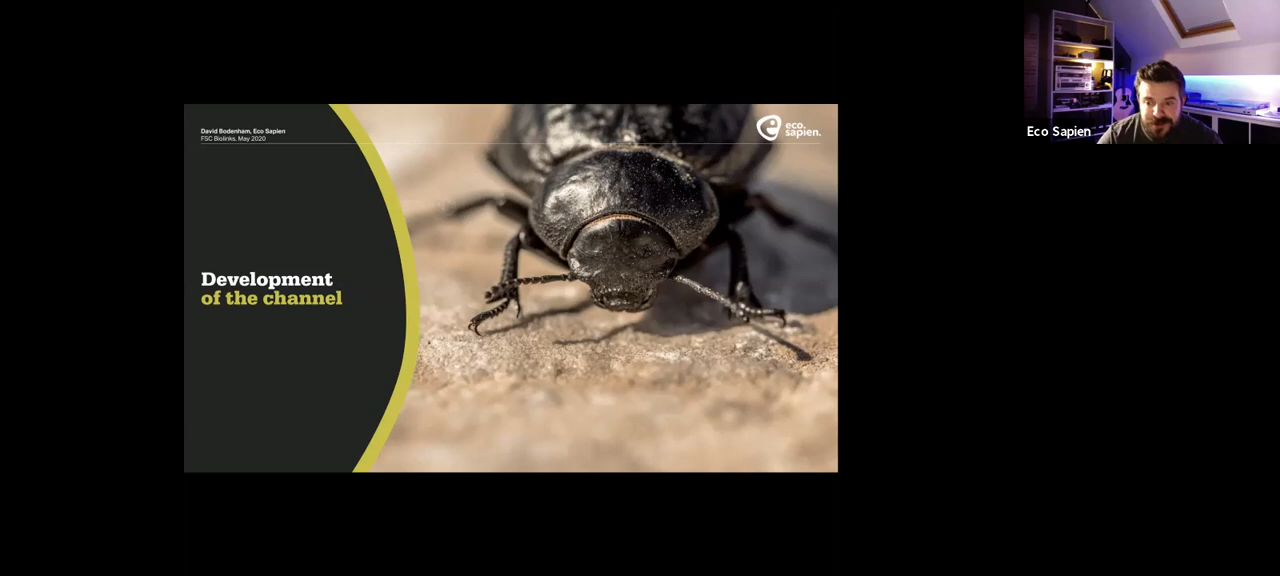 David Bodenham, Eco Sapien
FSC Biolinks, May 2020
eco.
sapien.
Eco Sapien
Development
of the channel